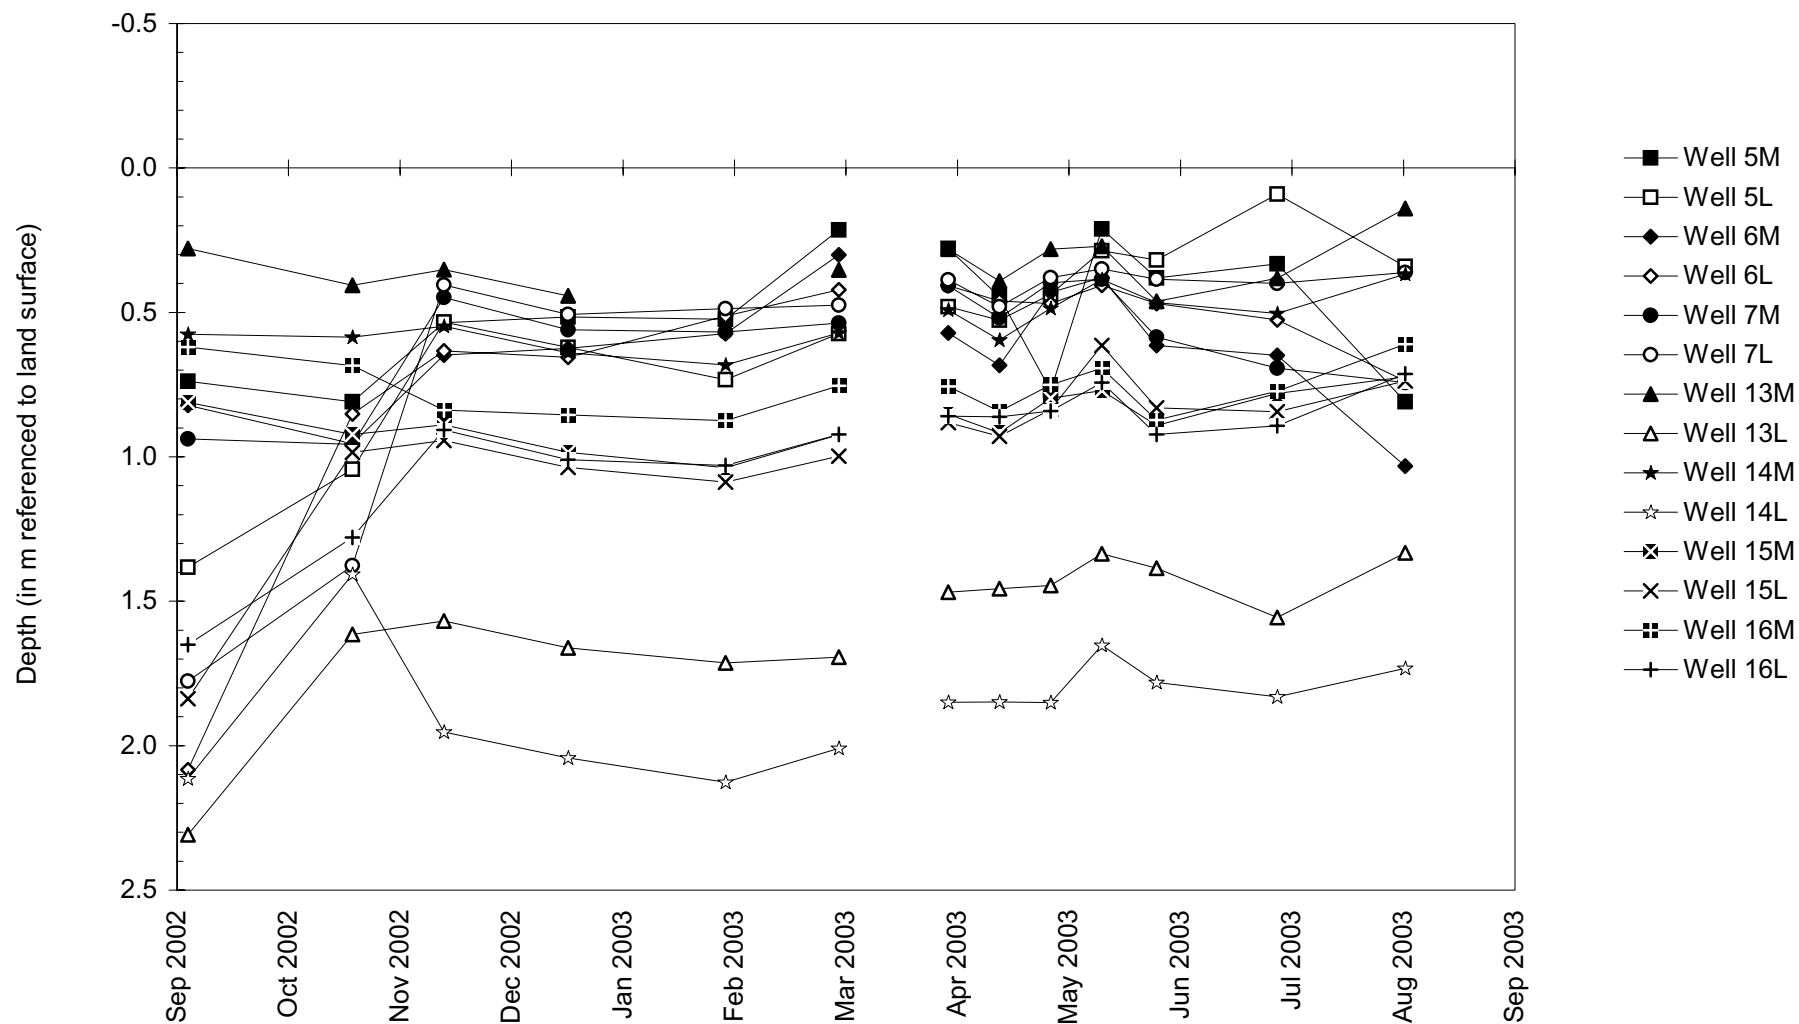 -0.5
0.0
0.5
1.0
1.5
2.0
2.5
Depth (in m referenced to land surface)
Sep 2002
Oct 2002
Nov 2002
Dec 2002
Jan 2003
Feb 2003
Mar 2003
Apr 2003
May 2003
Jun 2003
Jul 2003
Aug 2003
Sep 2003
Well 5M
Well 5L
Well 6M
Well 6L
Well 7M
Well 7L
Well 13M
Well 13L
Well 14M
Well 14L
Well 15M
Well 15L
Well 16M
Well 16L